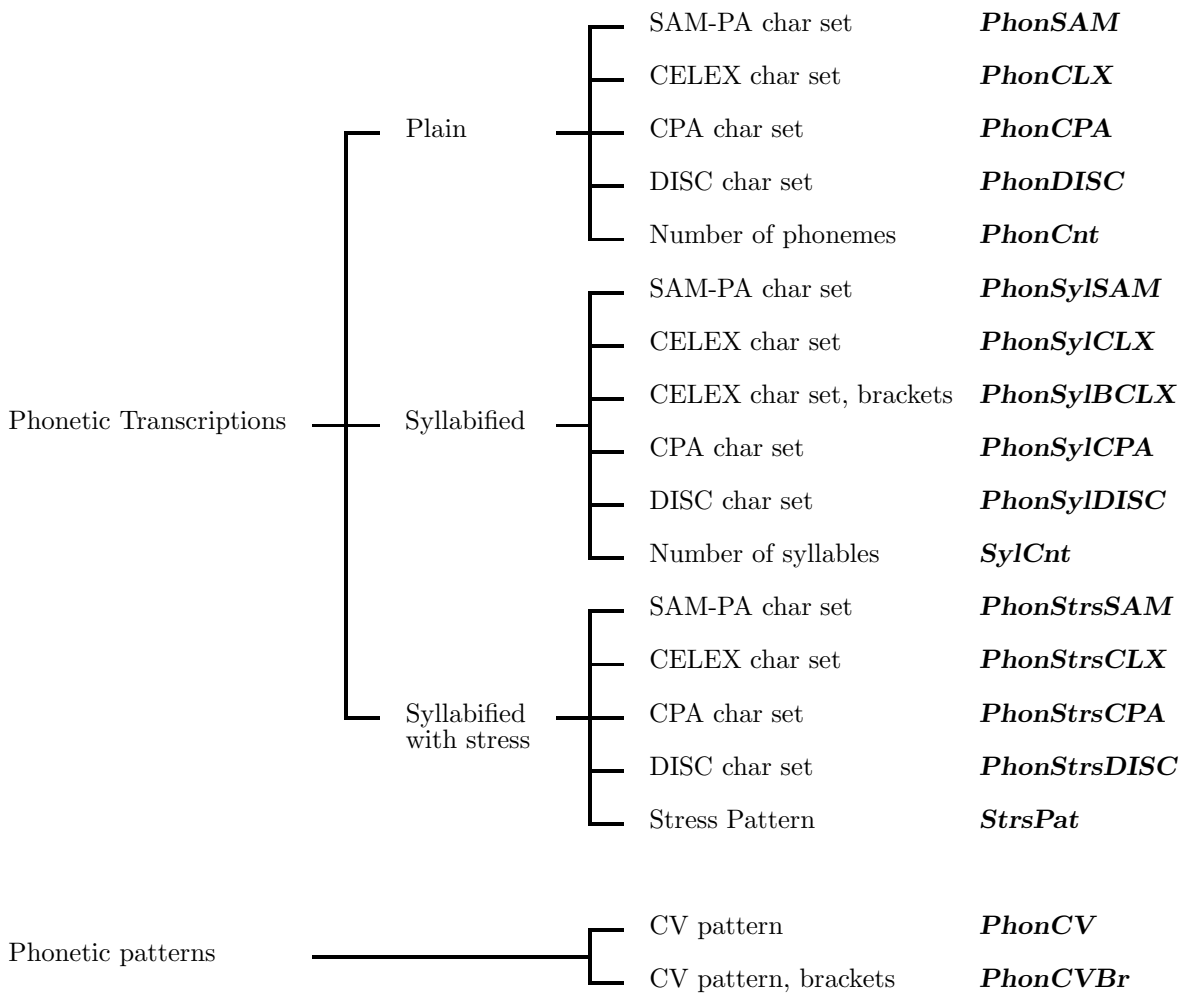 SAM-PA char set PhonSAM
CELEX char set PhonCLX
Plain CPA char set PhonCPA
DISC char set PhonDISC
Number of phonemes PhonCnt
SAM-PA char set PhonSylSAM
CELEX char set PhonSylCLX
CELEX char set, brackets PhonSylBCLX
Phonetic Transcriptions Syllabified
CPA char set PhonSylCPA
DISC char set PhonSylDISC
Number of syllables SylCnt
SAM-PA char set PhonStrsSAM
CELEX char set PhonStrsCLX
Syllabified CPA char set PhonStrsCPA
with stress
DISC char set PhonStrsDISC
Stress Pattern StrsPat
CV pattern PhonCV
Phonetic patterns
CV pattern, brackets PhonCVBr